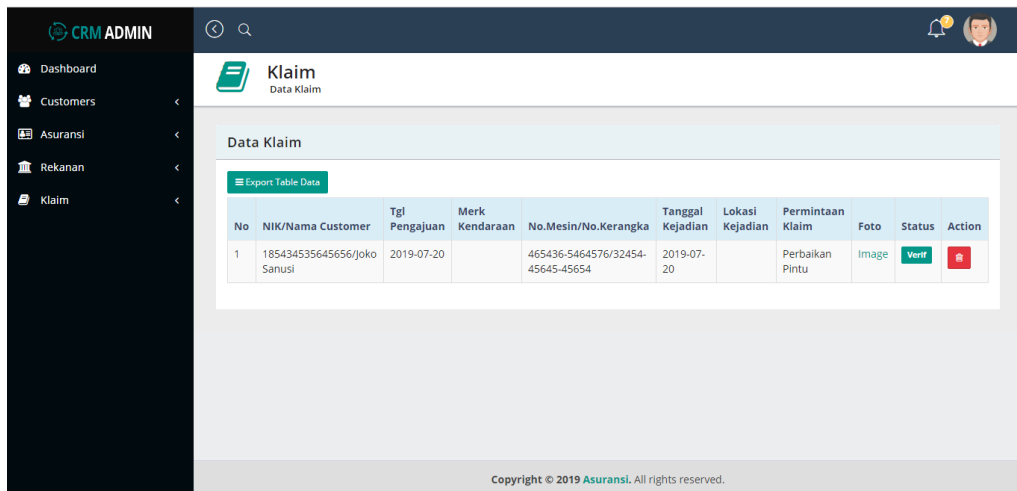 CRM ADMIN
?
Dashboard
Customers
Asuransi
Rekanan
Klaim
Klaim
Data Klaim
Data Klaim
Export Table Data
No NIK/Nama Customer Tgl Pengajuan Merk Kendaraan No.Mesin/No.Kerangka Tanggal Kejadian Lokasi Kejadian Permintaan Klaim Foto Status Action
1 185434535645656/Joko Sanusi 2019-07-20 465436-5464576/32454-45645-45654 2019-07-20 Perbaikan Pintu Image Verif
Copyright © 2019 Asuransi. All rights reserved.